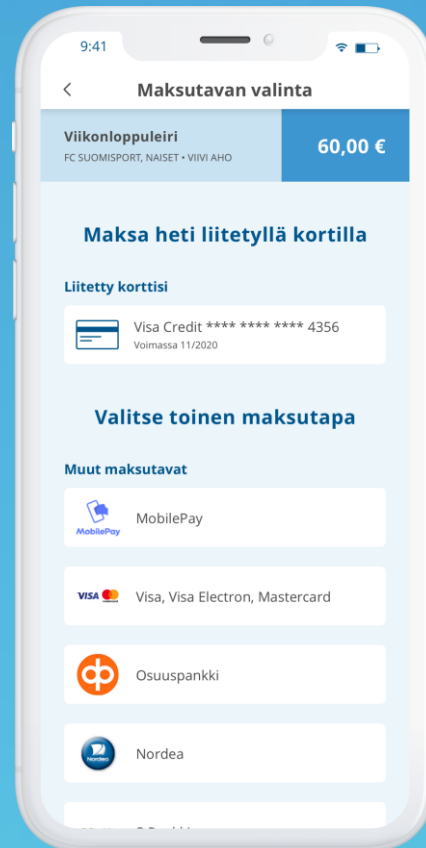 9:41
Maksutavan valinta
Viikonloppuleiri
FC SUOMISPORT, NAISET • VIIVI AHO
60,00 €
Maksa heti liitetyllä kortilla
Liitetty korttisi
Visa Credit **** **** **** 4356
Voimassa 11/2020
Valitse toinen maksutapa
Muut maksutavat
MobilePay
MobilePay
VISA
Visa, Visa Electron, Mastercard
Osuuspankki
Nordea
Nordea